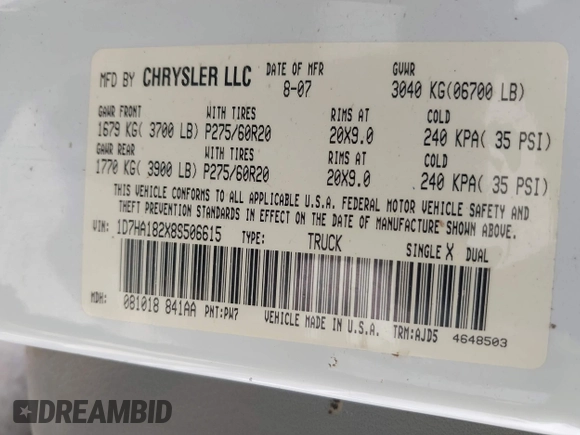 MFD BY CHRYSLER LLC DATE OF MFR 8-07 GVWR 3040 KG(06700 LB)
GAWR FRONT WITH TIRES RIMS AT COLD
1679 KG( 3700 LB) P275/60R20 20X9.0 240 KPA( 35 PSI)
GAWR REAR WITH TIRES RIMS AT COLD
1770 KG( 3900 LB) P275/60R20 20X9.0 240 KPA( 35 PSI)
THIS VEHICLE CONFORMS TO ALL APPLICABLE U.S.A. FEDERAL MOTOR VEHICLE SAFETY AND
THEFT PREVENTION STANDARDS IN EFFECT ON THE DATE OF MANUFACTURE SHOWN ABOVE.
VIN: 1D7HA182X8S506615 TYPE: TRUCK SINGLE X DUAL
MDH: 081018 841AA PNT:PW7 VEHICLE MADE IN U.S.A. TRM:AJD5 4648503
DREAMBID